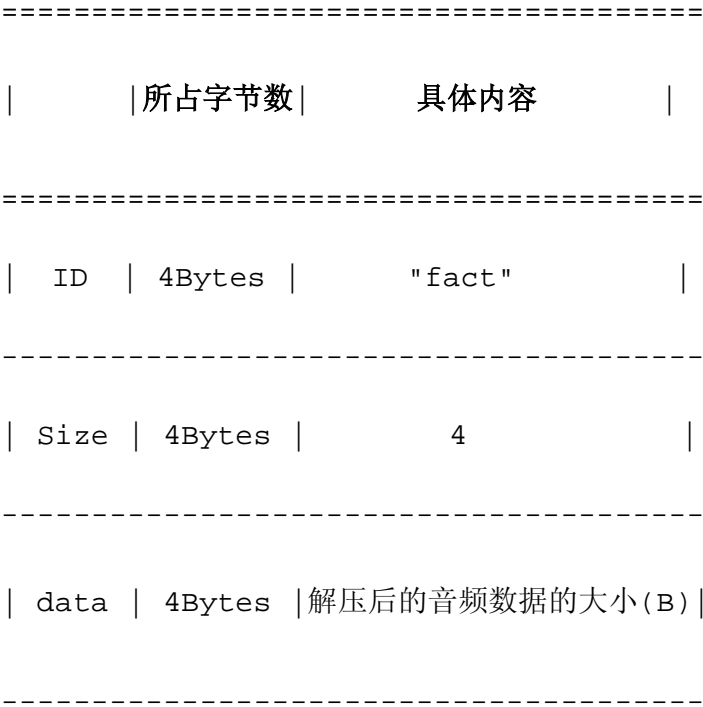 =======================================
|      |所占字节数|      具体内容      |
=======================================
|  ID  | 4Bytes |      "fact"      |
---------------------------------------
| Size | 4Bytes |        4         |
---------------------------------------
| data | 4Bytes |解压后的音频数据的大小(B)|
---------------------------------------